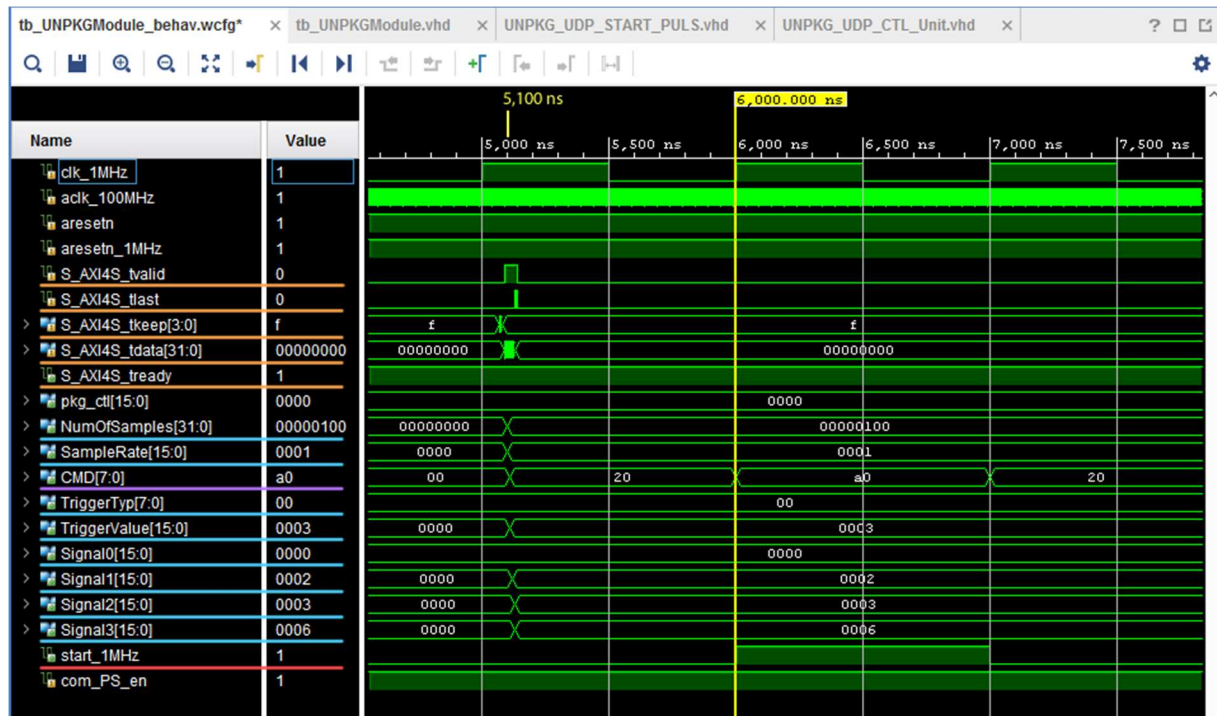 tb_UNPKGModule_behav.wcfg* × tb_UNPKGModule.vhd × UNPKG_UDP_START_PULS.vhd × UNPKG_UDP_CTL_Unit.vhd × ?
5,100 ns 6,000.000 ns
Name Value 5,000 ns 5,500 ns 6,000 ns 6,500 ns 7,000 ns 7,500 ns
clk_1MHz 1
aclk_100MHz 1
aresetn 1
aresetn_1MHz 1
S_AXI4S_tvalid 0
S_AXI4S_tlast 0
S_AXI4S_tkeep[3:0] f f f
S_AXI4S_tdata[31:0] 00000000 00000000 00000000
S_AXI4S_tready 1
pkg_ctl[15:0] 0000 0000
NumOfSamples[31:0] 00000100 00000000 00000100
SampleRate[15:0] 0001 0000 0001
CMD[7:0] a0 00 20 a0 20
TriggerTyp[7:0] 00 00
TriggerValue[15:0] 0003 0000 0003
Signal0[15:0] 0000 0000
Signal1[15:0] 0002 0000 0002
Signal2[15:0] 0003 0000 0003
Signal3[15:0] 0006 0000 0006
start_1MHz 1
com_PS_en 1